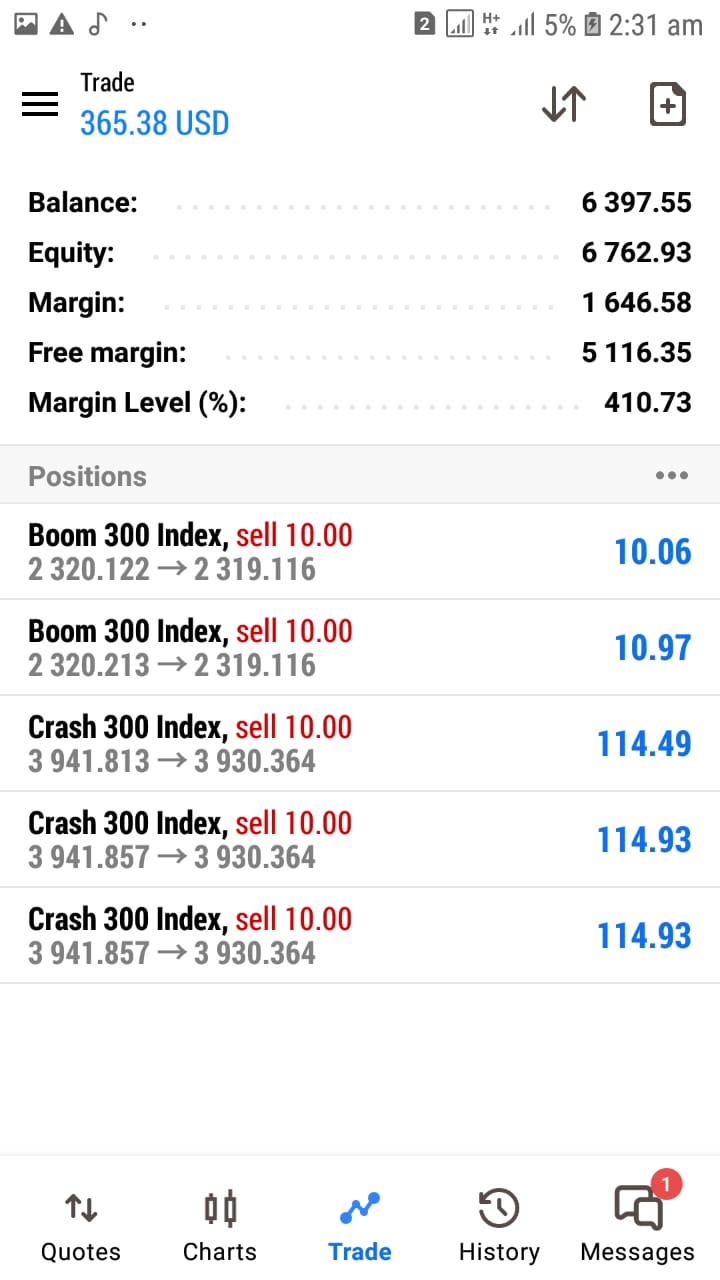 2 H+ 5% 2:31 am
Trade
365.38 USD
Balance: 6 397.55
Equity: 6 762.93
Margin: 1 646.58
Free margin: 5 116.35
Margin Level (%): 410.73
Positions
Boom 300 Index, sell 10.00
2 320.122 → 2 319.116 10.06
Boom 300 Index, sell 10.00
2 320.213 → 2 319.116 10.97
Crash 300 Index, sell 10.00
3 941.813 → 3 930.364 114.49
Crash 300 Index, sell 10.00
3 941.857 → 3 930.364 114.93
Crash 300 Index, sell 10.00
3 941.857 → 3 930.364 114.93
1
Quotes Charts Trade History Messages